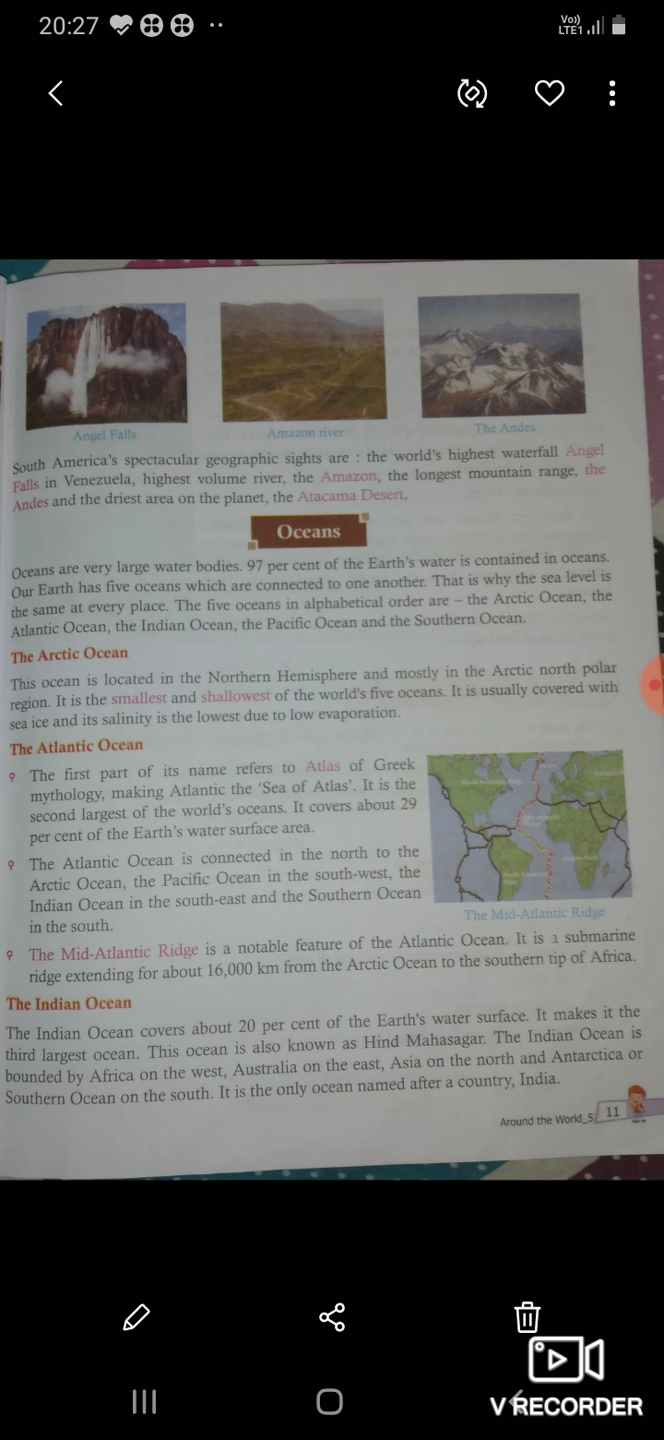 20:27
Vo))
LTE1
Angel Falls
Amazon river
The Andes
South America's spectacular geographic sights are : the world's highest waterfall Angel
Falls in Venezuela, highest volume river, the Amazon, the longest mountain range, the
Andes and the driest area on the planet, the Atacama Desert.
Oceans
Oceans are very large water bodies. 97 per cent of the Earth's water is contained in oceans.
Our Earth has five oceans which are connected to one another. That is why the sea level is
the same at every place. The five oceans in alphabetical order are – the Arctic Ocean, the
Atlantic Ocean, the Indian Ocean, the Pacific Ocean and the Southern Ocean.
The Arctic Ocean
This ocean is located in the Northern Hemisphere and mostly in the Arctic north polar
region. It is the smallest and shallowest of the world's five oceans. It is usually covered with
sea ice and its salinity is the lowest due to low evaporation.
The Atlantic Ocean
The first part of its name refers to Atlas of Greek
mythology, making Atlantic the 'Sea of Atlas'. It is the
second largest of the world's oceans. It covers about 29
per cent of the Earth's water surface area.
The Atlantic Ocean is connected in the north to the
Arctic Ocean, the Pacific Ocean in the south-west, the
Indian Ocean in the south-east and the Southern Ocean
in the south.
The Mid-Atlantic Ridge
The Mid-Atlantic Ridge is a notable feature of the Atlantic Ocean. It is a submarine
ridge extending for about 16,000 km from the Arctic Ocean to the southern tip of Africa.
The Indian Ocean
The Indian Ocean covers about 20 per cent of the Earth's water surface. It makes it the
third largest ocean. This ocean is also known as Hind Mahasagar. The Indian Ocean is
bounded by Africa on the west, Australia on the east, Asia on the north and Antarctica or
Southern Ocean on the south. It is the only ocean named after a country, India.
Around the World_5
11
V RECORDER